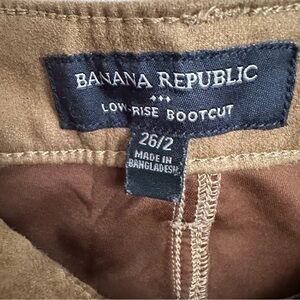 BANANA REPUBLIC
LOW-RISE BOOTCUT
26/2
MADE IN
BANGLADESH